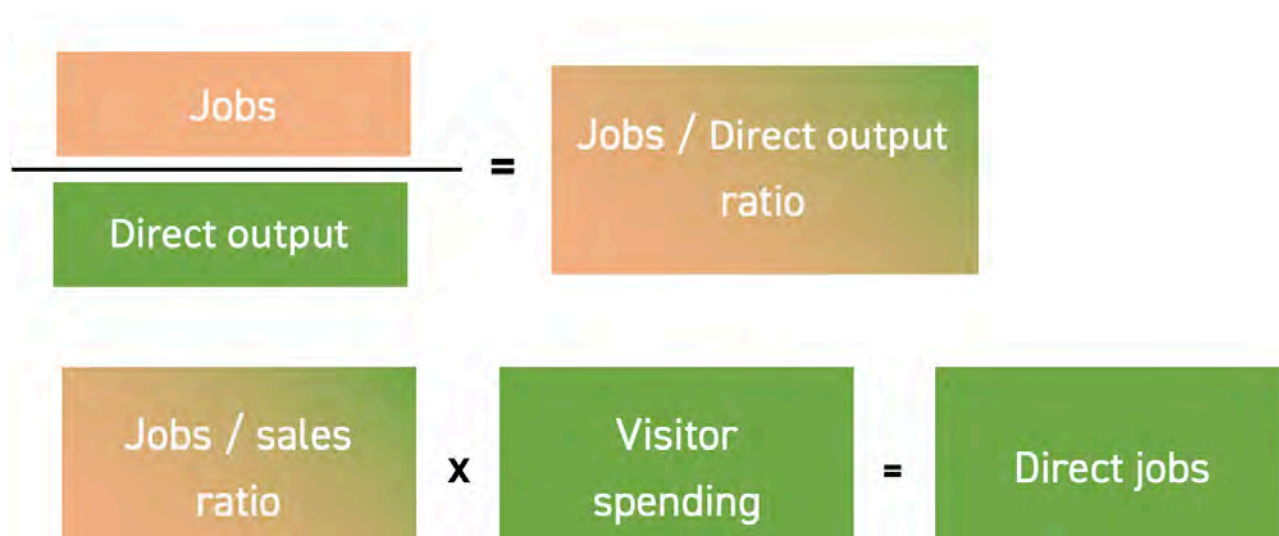 Jobs
Direct output
=
Jobs / Direct output
ratio
Jobs / sales
ratio
x
Visitor
spending
=
Direct jobs